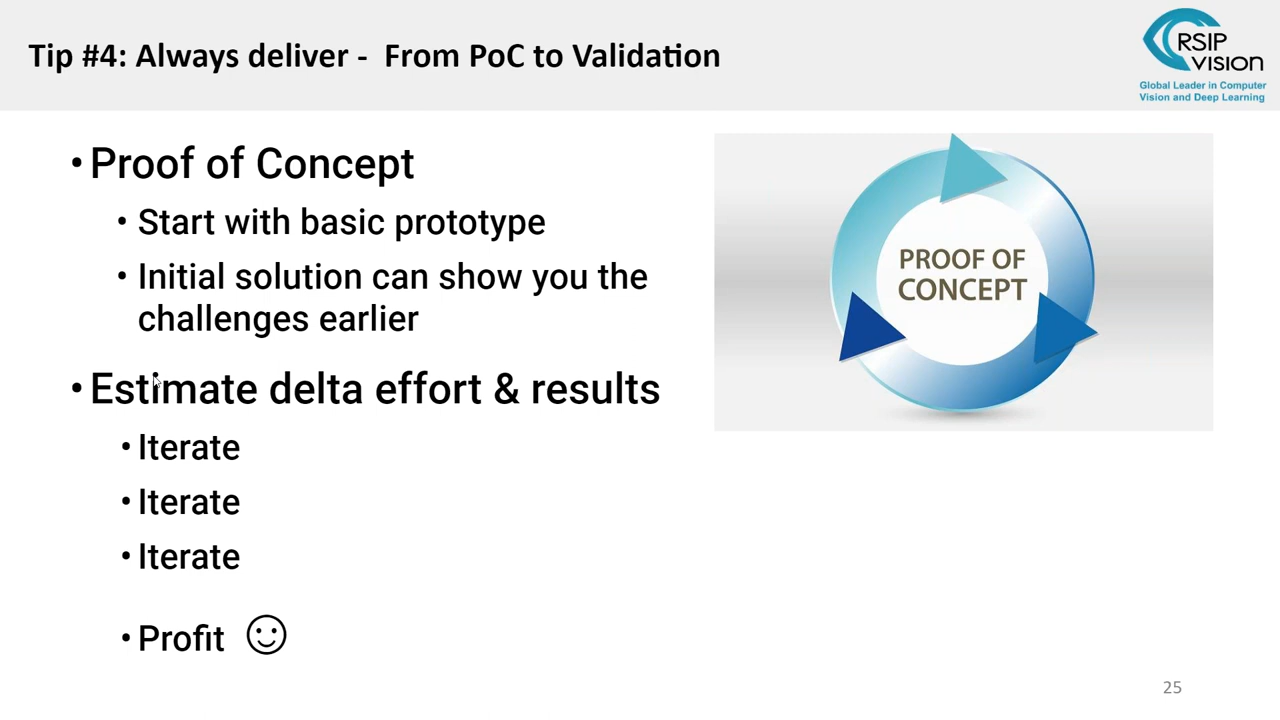 Tip #4: Always deliver -  From PoC to Validation
RSIP
VISION
Global Leader in Computer
Vision and Deep Learning
• Proof of Concept
• Start with basic prototype
• Initial solution can show you the
challenges earlier
• Estimate delta effort & results
• Iterate
• Iterate
• Iterate
• Profit ☺
PROOF OF
CONCEPT
25